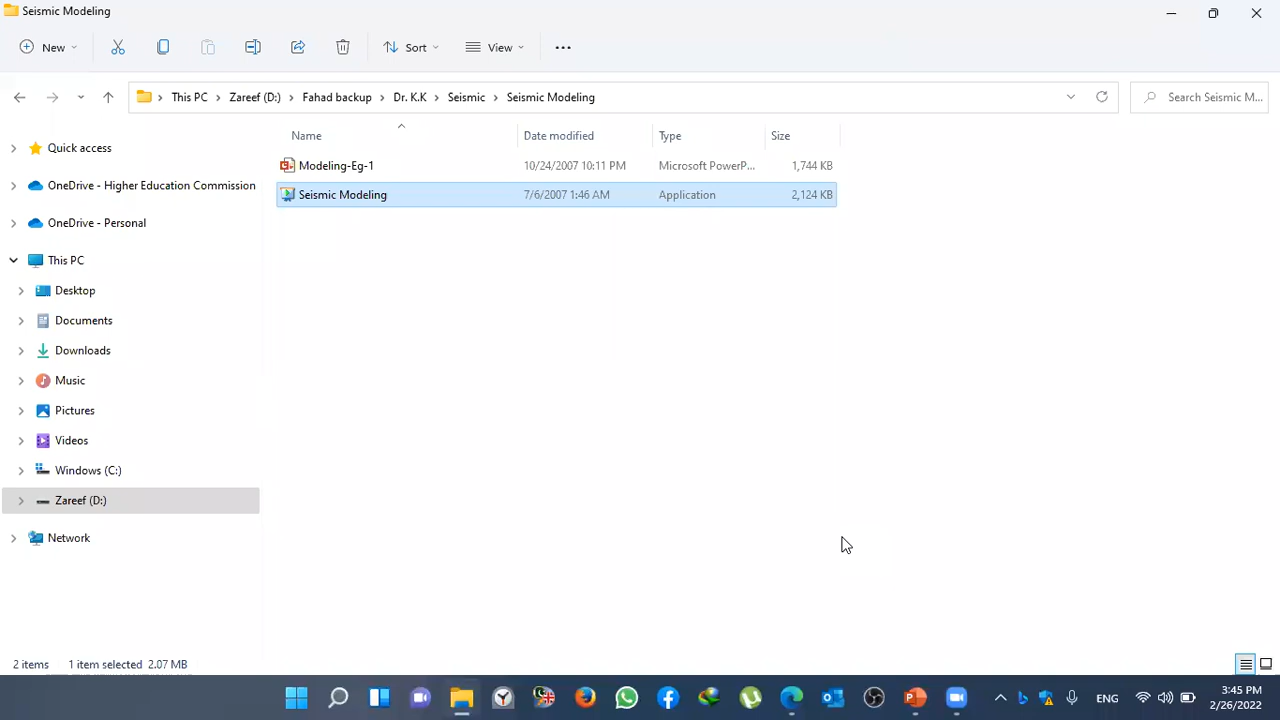 Seismic Modeling
New
Sort
View
This PC > Zareef (D:) > Fahad backup > Dr. K.K > Seismic > Seismic Modeling
Search Seismic M...
Name Date modified Type Size
Modeling-Eg-1 10/24/2007 10:11 PM Microsoft PowerP... 1,744 KB
Seismic Modeling 7/6/2007 1:46 AM Application 2,124 KB
Quick access
OneDrive - Higher Education Commission
OneDrive - Personal
This PC
Desktop
Documents
Downloads
Music
Pictures
Videos
Windows (C:)
Zareef (D:)
Network
2 items 1 item selected 2.07 MB
ENG
3:45 PM
2/26/2022